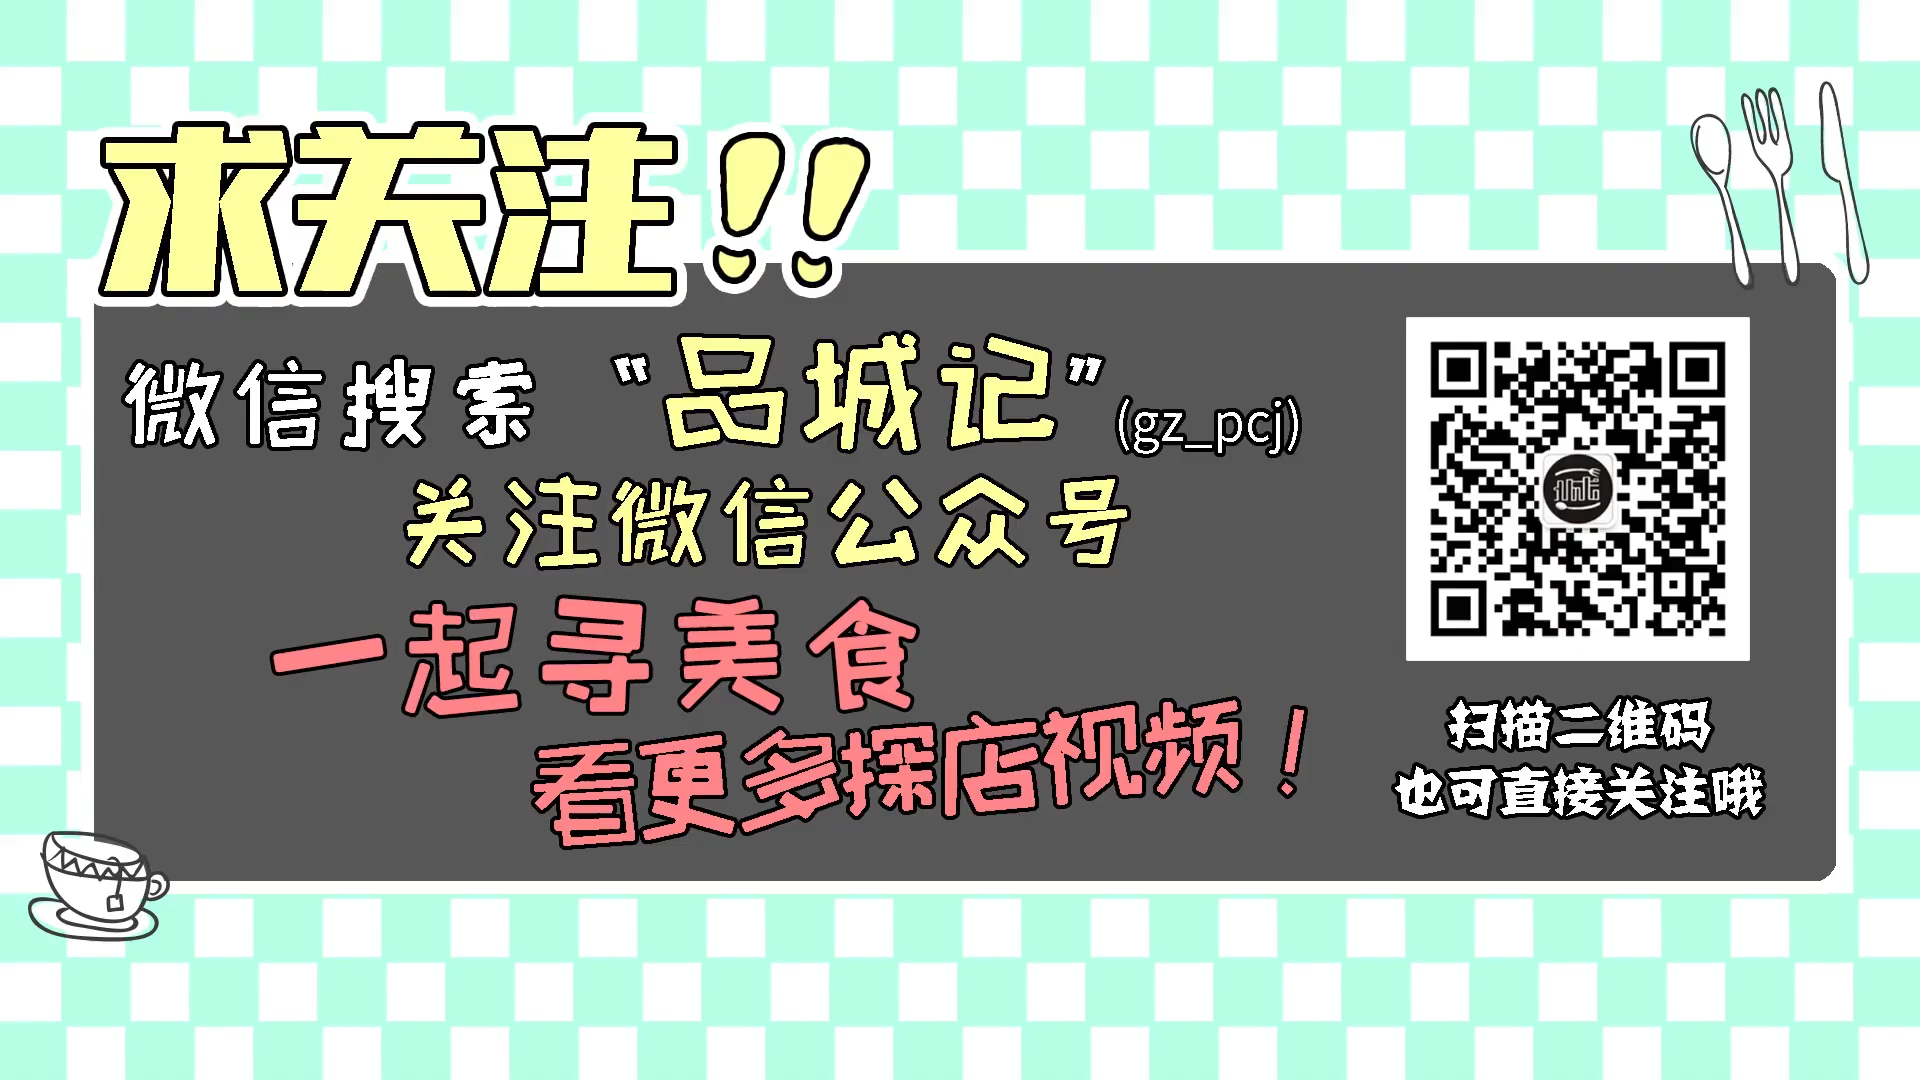 求关注!!
微信搜索“品城记”(gz_pcj)
关注微信公众号
一起寻美食
看更多探店视频！
扫描二维码
也可直接关注哦